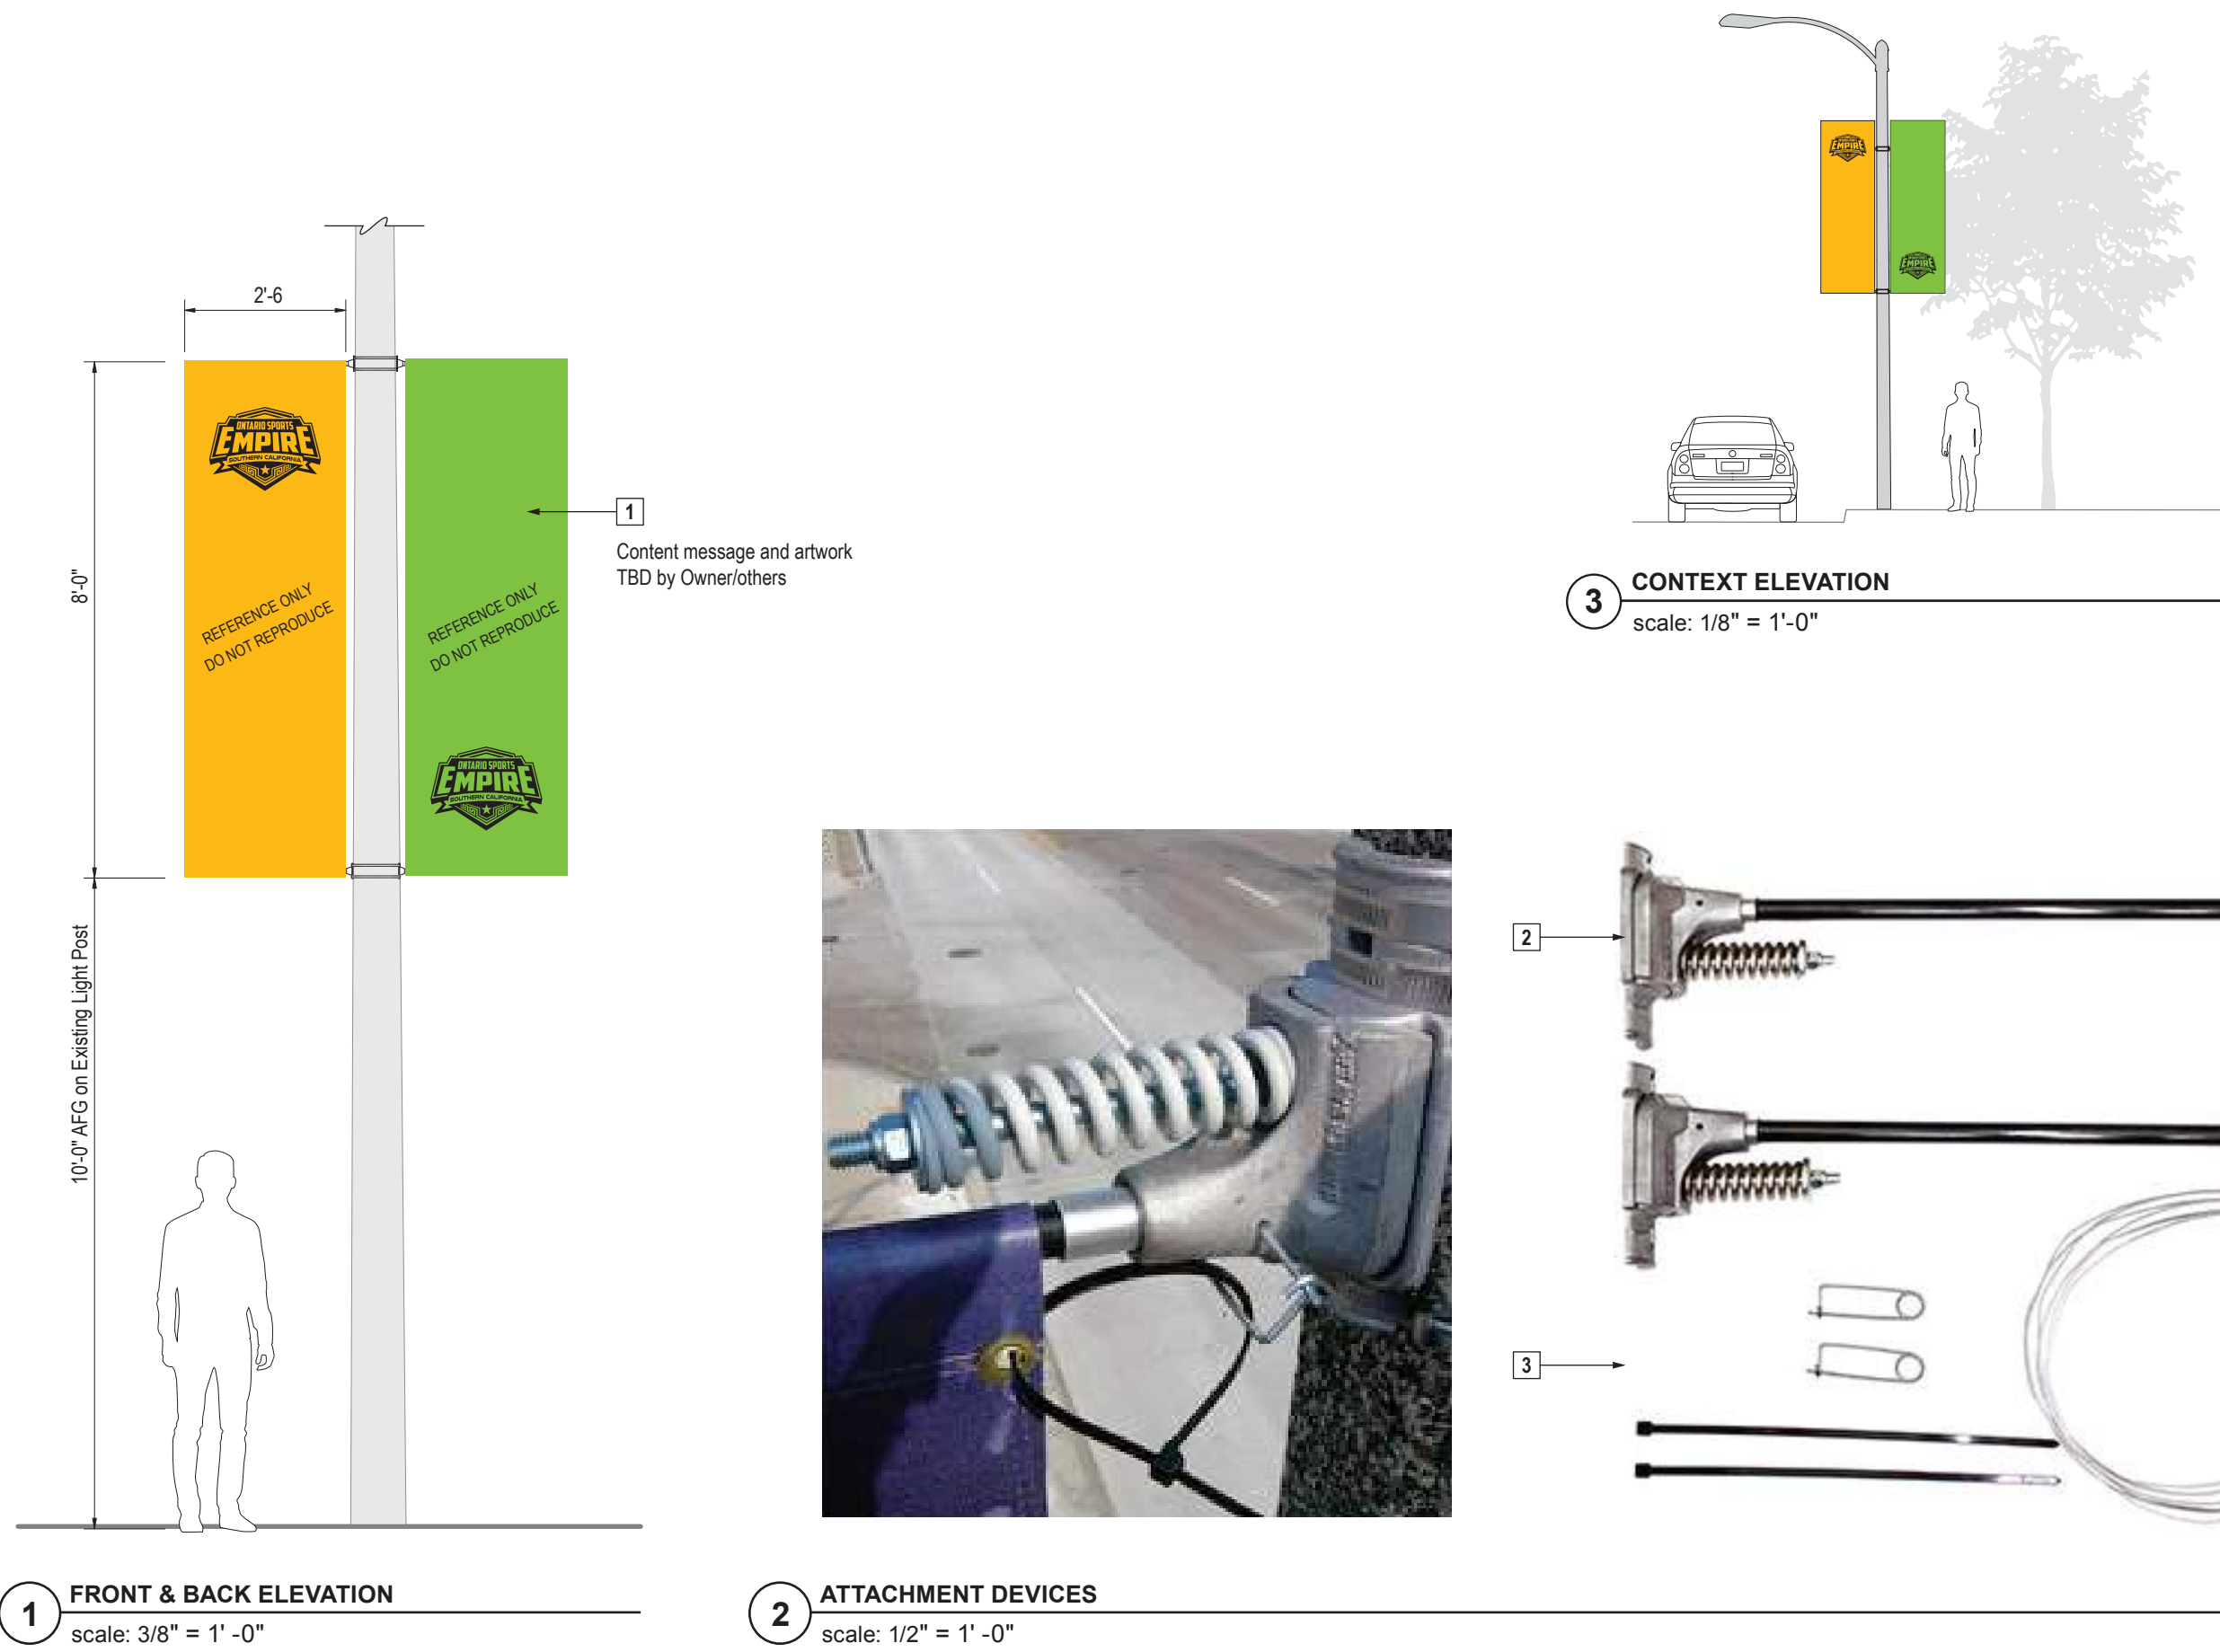 2'-6
ONTARIO SPORTS
EMPIRE
SOUTHERN CALIFORNIA
REFERENCE ONLY
DO NOT REPRODUCE
REFERENCE ONLY
DO NOT REPRODUCE
ONTARIO SPORTS
EMPIRE
SOUTHERN CALIFORNIA
8'-0"
10'-0" AFG on Existing Light Post
1
Content message and artwork
TBD by Owner/others
1
FRONT & BACK ELEVATION
scale: 3/8" = 1' -0"
EMPIRE
EMPIRE
3
CONTEXT ELEVATION
scale: 1/8" = 1'-0"
2
3
2
ATTACHMENT DEVICES
scale: 1/2" = 1' -0"